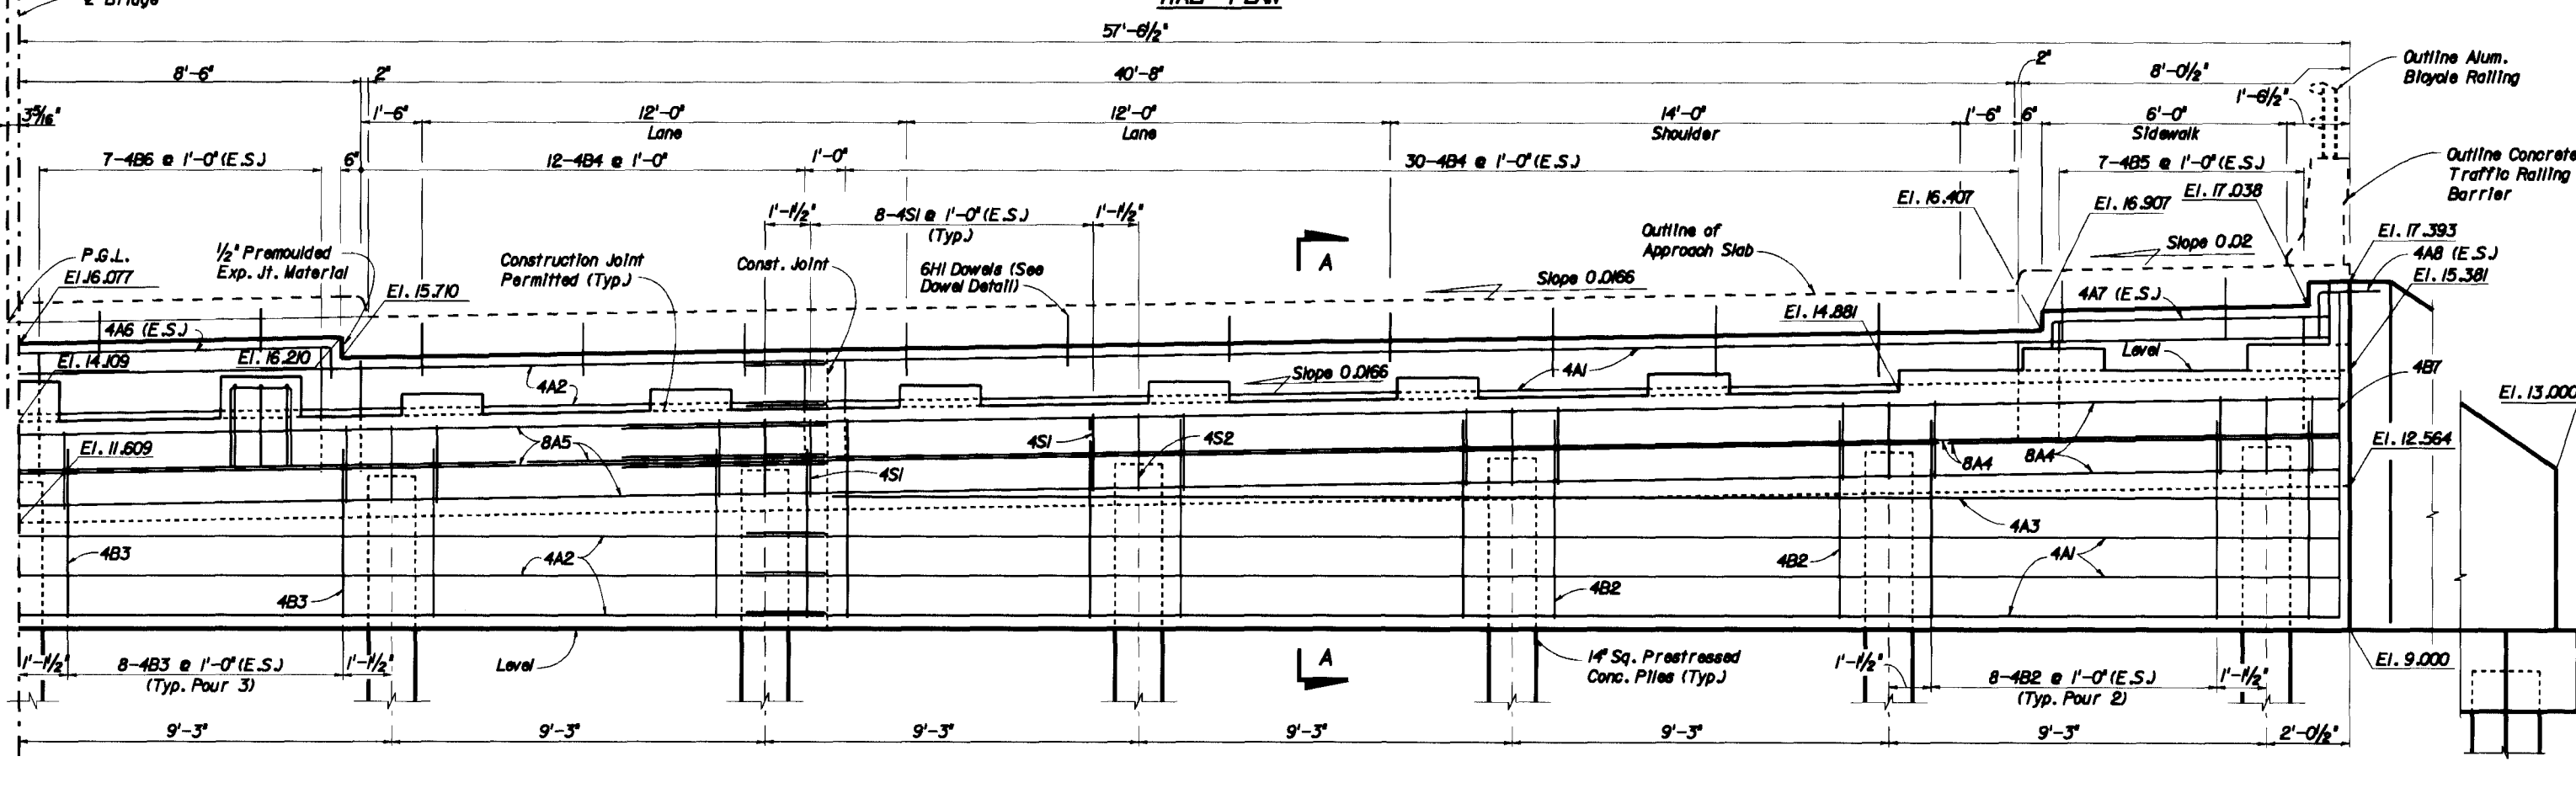 57'-6½"
8'-6"
2"
40'-8"
2"
8'-0½"
Outline Alum.
Bicycle Railing
3 5/16"
1'-6"
12'-0"
Lane
12'-0"
Lane
14'-0"
Shoulder
1'-6"
6"
6'-0"
Sidewalk
1'-6½"
7-4B6 @ 1'-0" (E.S.)
6"
12-4B4 @ 1'-0"
1'-0"
30-4B4 @ 1'-0" (E.S.)
7-4B5 @ 1'-0" (E.S.)
Outline Concrete
Traffic Railing
Barrier
1'-1½"
8-4S1 @ 1'-0" (E.S.)
(Typ.)
1'-1½"
El. 16.407
El. 16.907
El. 17.038
P.G.L.
El. 16.077
½" Premoulded
Exp. Jt. Material
El. 15.710
Construction Joint
Permitted (Typ.)
Const. Joint
6H1 Dowels (See
Dowel Detail)
A
Outline of
Approach Slab
Slope 0.0166
Slope 0.02
El. 17.393
4A8 (E.S.)
El. 15.381
4A6 (E.S.)
El. 16.210
El. 14.109
4A2
Slope 0.0166
4A1
El. 14.881
4A7 (E.S.)
Level
4B7
El. 13.000
El. 11.609
8A5
4S1
4S1
4S2
8A4
8A4
El. 12.564
4B3
4B3
4A2
4B2
4B2
4A3
4A1
1'-1½"
8-4B3 @ 1'-0" (E.S.)
(Typ. Pour 3)
1'-1½"
Level
A
14" Sq. Prestressed
Conc. Piles (Typ.)
1'-1½"
8-4B2 @ 1'-0" (E.S.)
(Typ. Pour 2)
1'-1½"
El. 9.000
9'-3"
9'-3"
9'-3"
9'-3"
9'-3"
9'-3"
2'-0½"